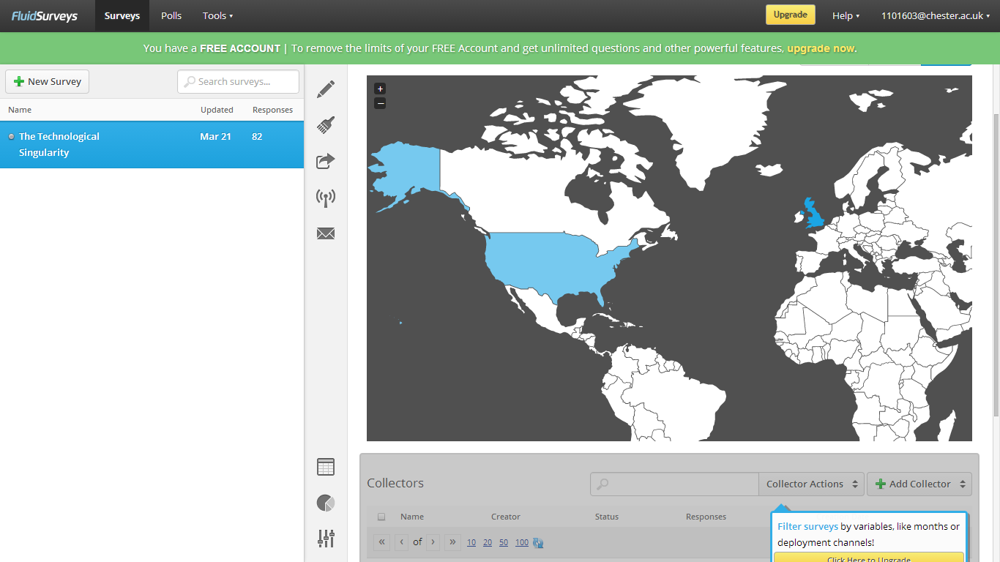 FluidSurveys Surveys Polls Tools Upgrade Help 1101603@chester.ac.uk
You have a FREE ACCOUNT | To remove the limits of your FREE Account and get unlimited questions and other powerful features, upgrade now.
New Survey Search surveys...
Name Updated Responses
The Technological Mar 21 82
Singularity
+
–
Collectors Collector Actions Add Collector
Name Creator Status Responses
« ‹ of › » 10 20 50 100
Filter surveys by variables, like months or
deployment channels!
Click Here to Upgrade